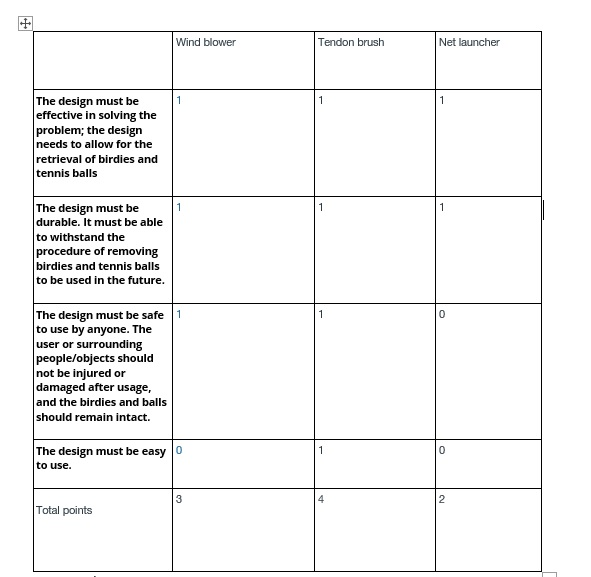 Wind blower Tendon brush Net launcher
The design must be 1 1 1
effective in solving the
problem; the design
needs to allow for the
retrieval of birdies and
tennis balls
The design must be 1 1 1
durable. It must be able
to withstand the
procedure of removing
birdies and tennis balls
to be used in the future.
The design must be safe 1 1 0
to use by anyone. The
user or surrounding
people/objects should
not be injured or
damaged after usage,
and the birdies and balls
should remain intact.
The design must be easy 0 1 0
to use.
Total points 3 4 2